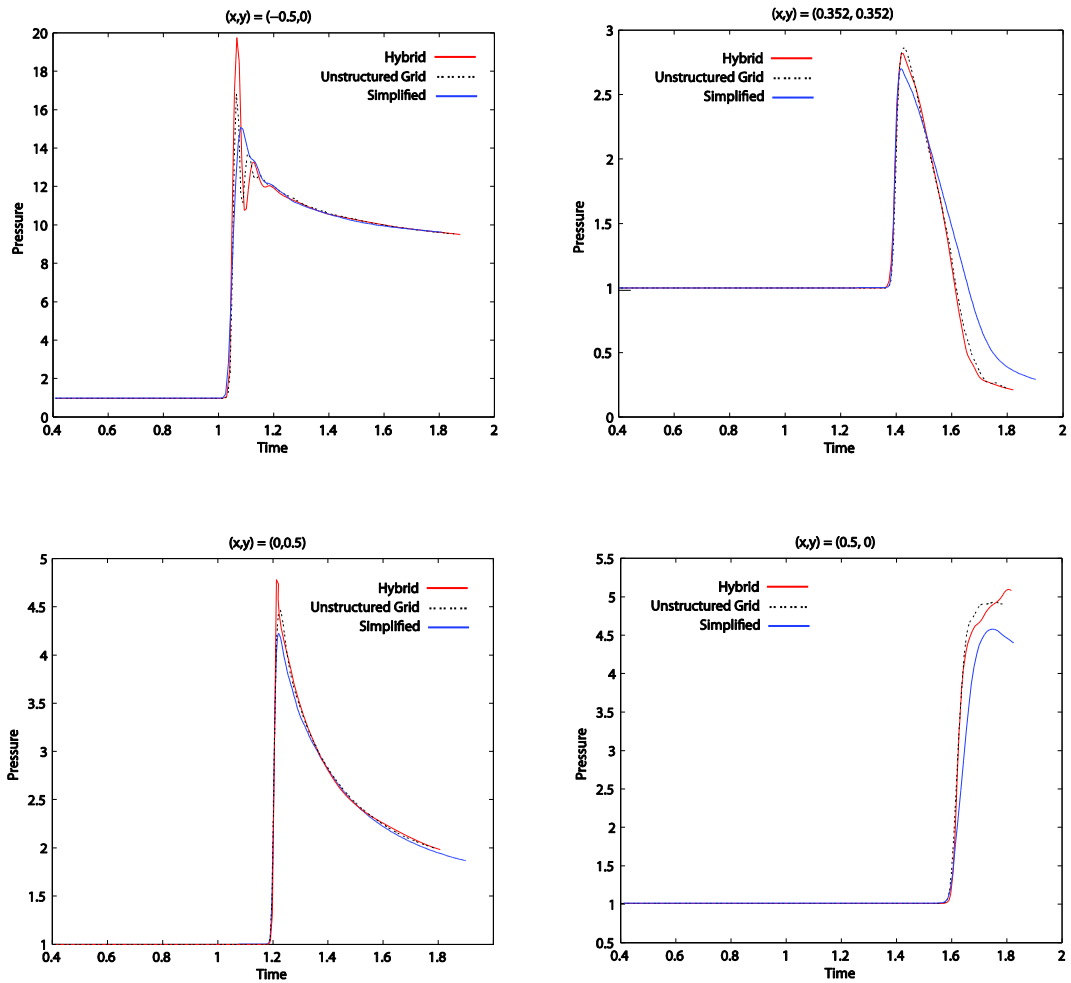 (x,y) = (−0.5,0)
20
18
16
14
12
10
8
6
4
2
0
Pressure
Hybrid
Unstructured Grid
Simplified
0.4 0.6 0.8 1 1.2 1.4 1.6 1.8 2
Time
(x,y) = (0.352, 0.352)
3
2.5
2
1.5
1
0.5
0
Pressure
Hybrid
Unstructured Grid
Simplified
0.4 0.6 0.8 1 1.2 1.4 1.6 1.8 2
Time
(x,y) = (0,0.5)
5
4.5
4
3.5
3
2.5
2
1.5
1
Pressure
Hybrid
Unstructured Grid
Simplified
0.4 0.6 0.8 1 1.2 1.4 1.6 1.8
Time
(x,y) = (0.5, 0)
5.5
5
4.5
4
3.5
3
2.5
2
1.5
1
0.5
Pressure
Hybrid
Unstructured Grid
Simplified
0.4 0.6 0.8 1 1.2 1.4 1.6 1.8 2
Time